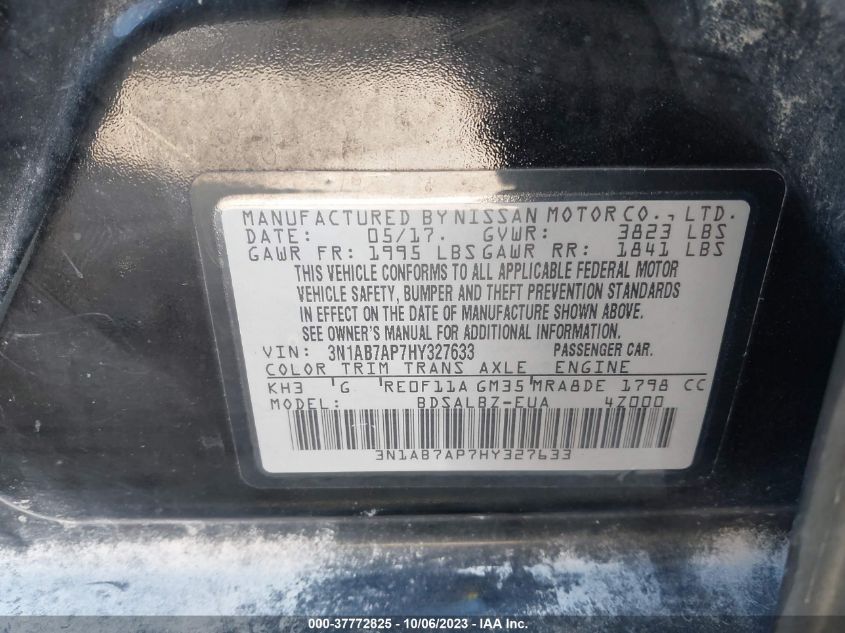 MANUFACTURED BY NISSAN MOTOR CO., LTD.
DATE: 05/17. GVWR: 3823 LBS
GAWR FR: 1995 LBS GAWR RR: 1841 LBS
THIS VEHICLE CONFORMS TO ALL APPLICABLE FEDERAL MOTOR
VEHICLE SAFETY, BUMPER AND THEFT PREVENTION STANDARDS
IN EFFECT ON THE DATE OF MANUFACTURE SHOWN ABOVE.
SEE OWNER'S MANUAL FOR ADDITIONAL INFORMATION.
VIN: 3N1AB7AP7HY327633 PASSENGER CAR.
COLOR TRIM TRANS AXLE ENGINE
KH3 G RE0F11A GM35 MRA8DE 1798 CC
MODEL: BDSALBZ-EUA 4Z000
3N1AB7AP7HY327633
000-37772825 - 10/06/2023 - IAA Inc.